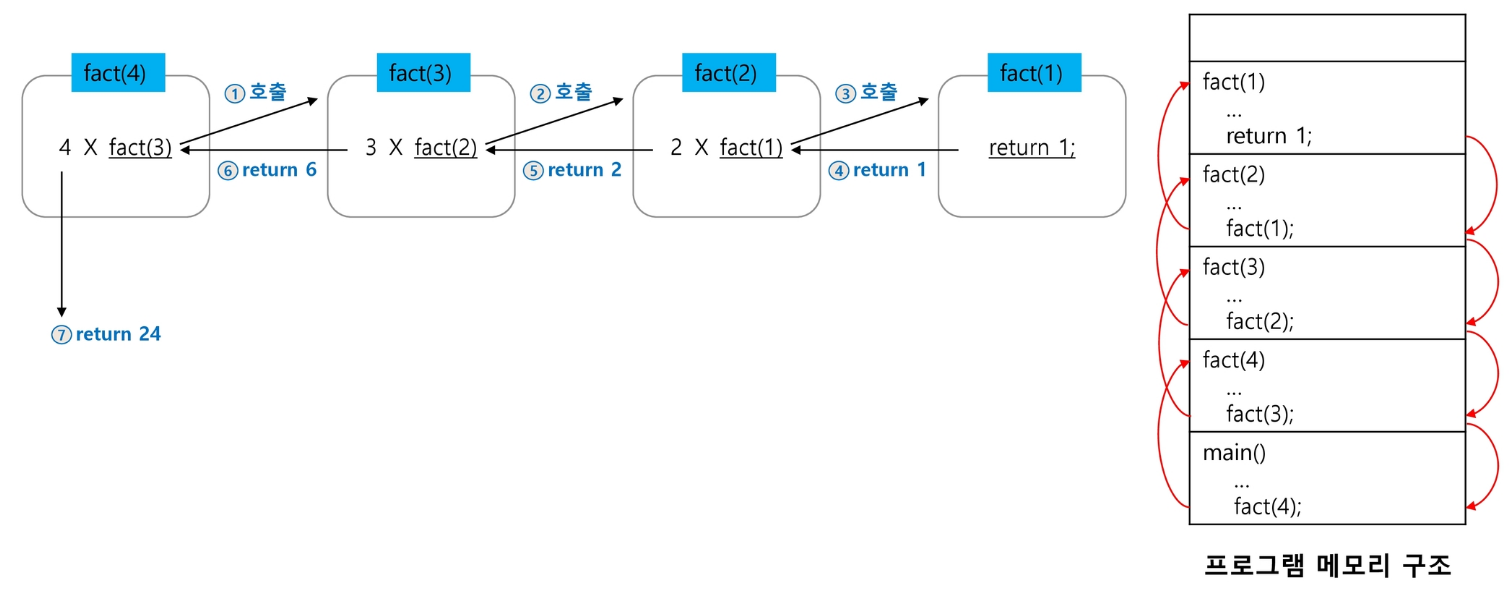 fact(4)
① 호출
4 X fact(3)
⑥ return 6
⑦ return 24
fact(3)
② 호출
3 X fact(2)
⑤ return 2
fact(2)
③ 호출
2 X fact(1)
④ return 1
fact(1)
return 1;
fact(1)
...
return 1;
fact(2)
...
fact(1);
fact(3)
...
fact(2);
fact(4)
...
fact(3);
main()
...
fact(4);
프로그램 메모리 구조